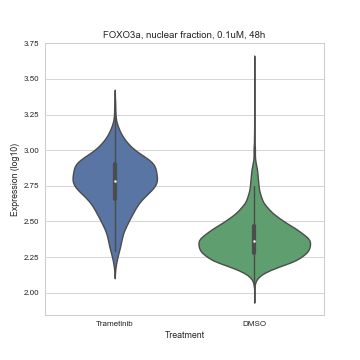 FOXO3a, nuclear fraction, 0.1uM, 48h
3.75
3.50
3.25
3.00
2.75
2.50
2.25
2.00
Expression (log10)
Trametinib
DMSO
Treatment